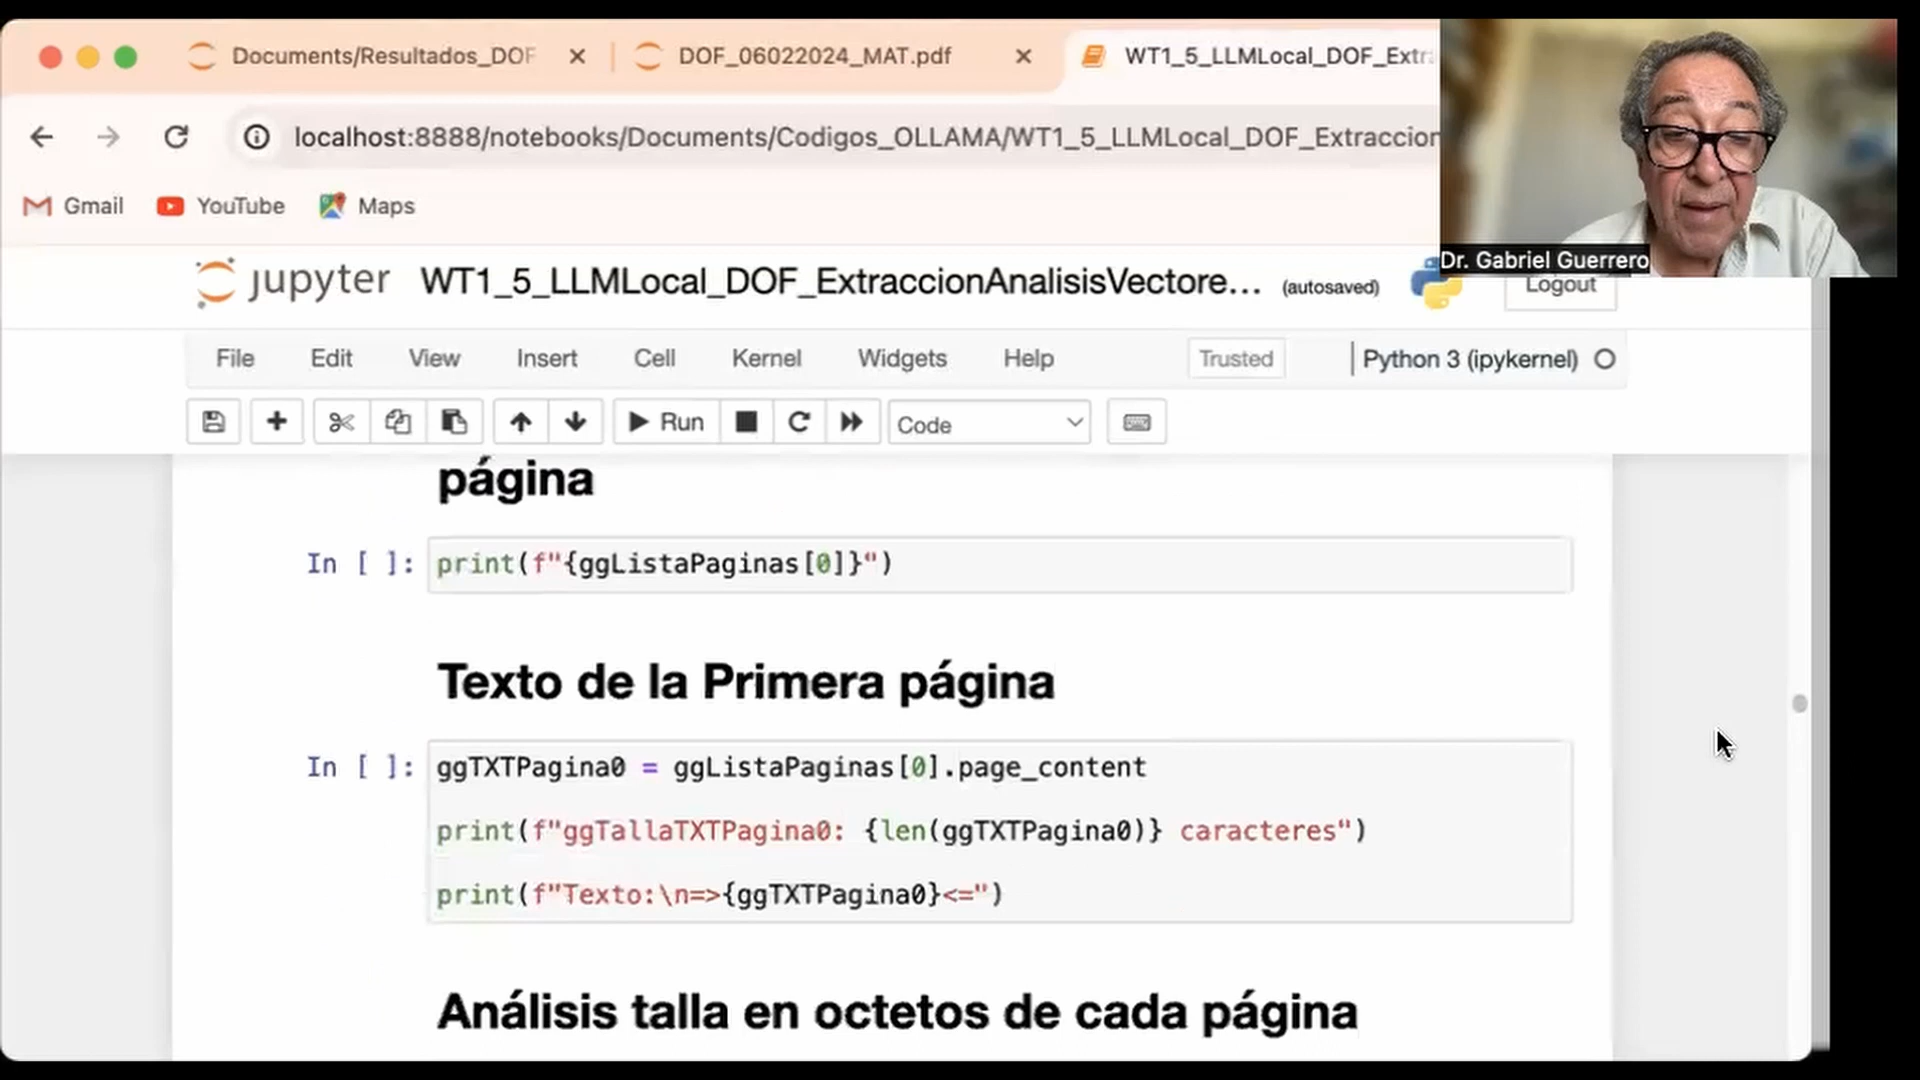 Documents/Resultados_DOF
DOF_06022024_MAT.pdf
WT1_5_LLMLocal_DOF_Extr
localhost:8888/notebooks/Documents/Codigos_OLLAMA/WT1_5_LLMLocal_DOF_Extraccion
Gmail YouTube Maps
Dr. Gabriel Guerrero
jupyter WT1_5_LLMLocal_DOF_ExtraccionAnalisisVectore... (autosaved) Logout
File Edit View Insert Cell Kernel Widgets Help Trusted Python 3 (ipykernel)
Run Code
página
In [ ]: print(f"{ggListaPaginas[0]}")
Texto de la Primera página
In [ ]: ggTXTPagina0 = ggListaPaginas[0].page_content
print(f"ggTallaTXTPagina0: {len(ggTXTPagina0)} caracteres")
print(f"Texto:\n=>{ggTXTPagina0}<=")
Análisis talla en octetos de cada página